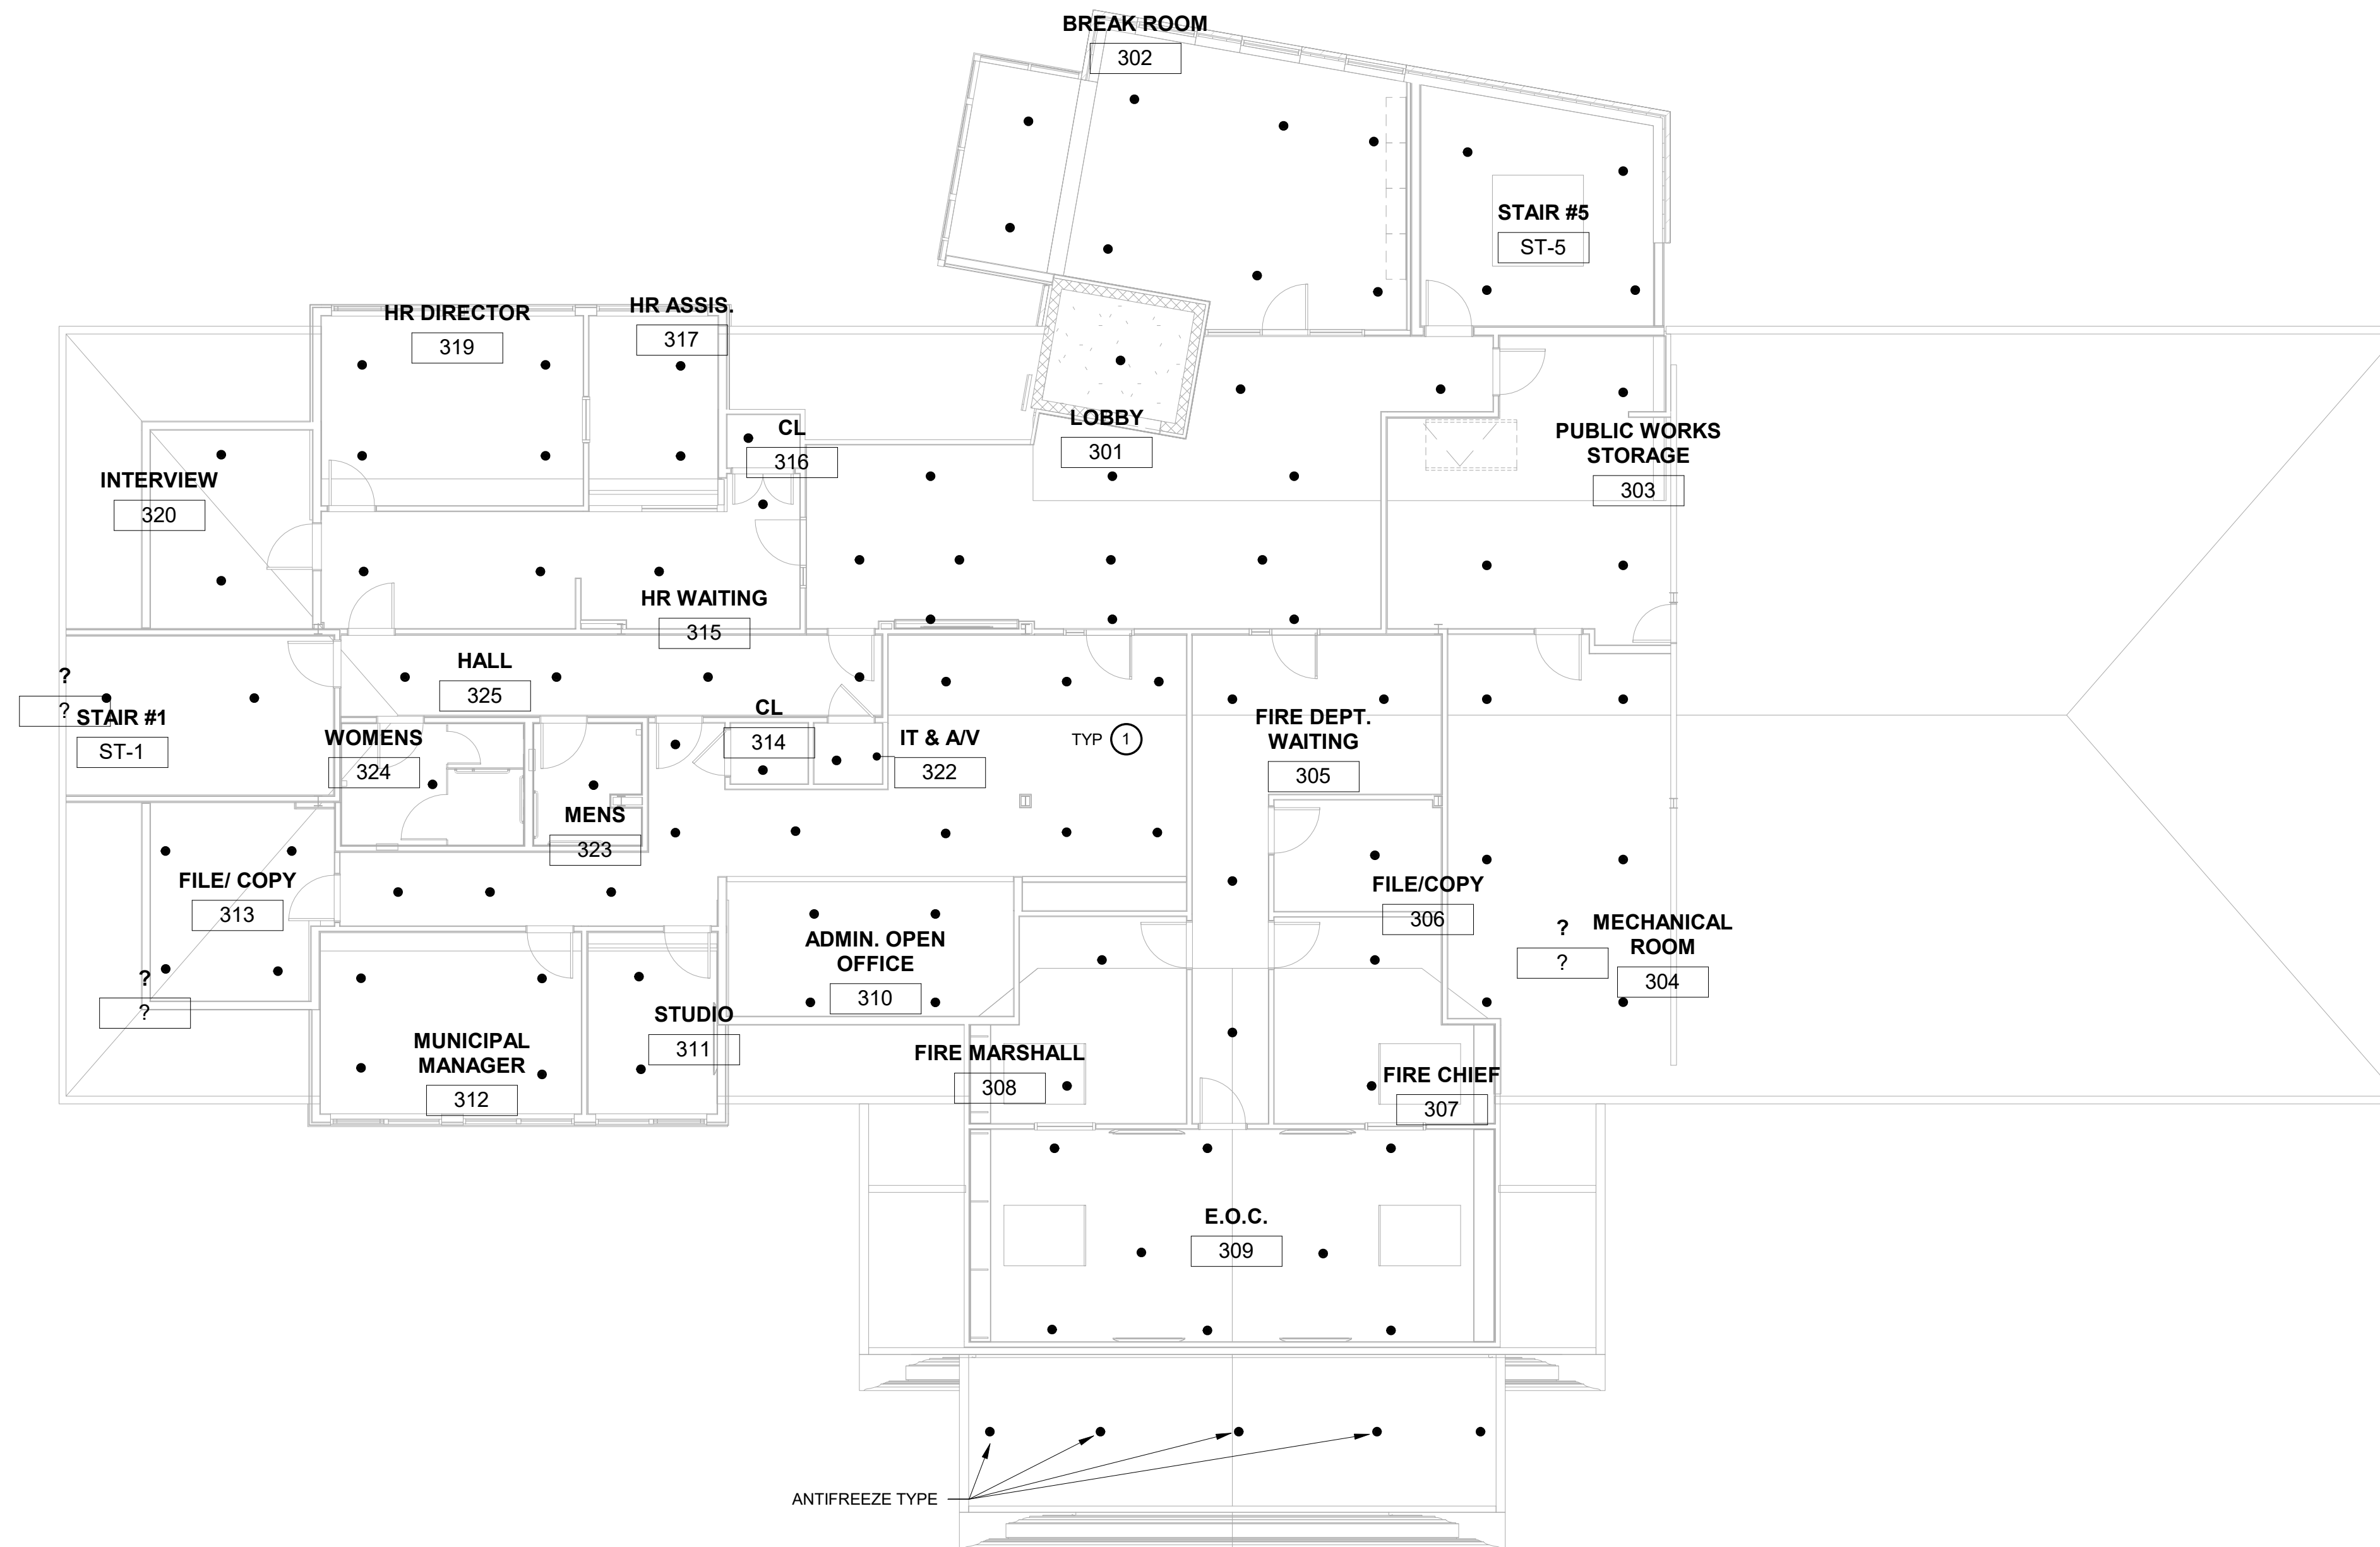 BREAK ROOM
302
STAIR #5
ST-5
HR DIRECTOR
319
HR ASSIS.
317
CL
316
LOBBY
301
PUBLIC WORKS
STORAGE
303
INTERVIEW
320
HR WAITING
315
HALL
325
?
?
STAIR #1
ST-1
WOMENS
324
CL
314
IT & A/V
322
TYP 1
FIRE DEPT.
WAITING
305
MENS
323
FILE/ COPY
313
FILE/COPY
306
?
?
MECHANICAL
ROOM
304
ADMIN. OPEN
OFFICE
310
?
?
STUDIO
311
MUNICIPAL
MANAGER
312
FIRE MARSHALL
308
FIRE CHIEF
307
E.O.C.
309
ANTIFREEZE TYPE